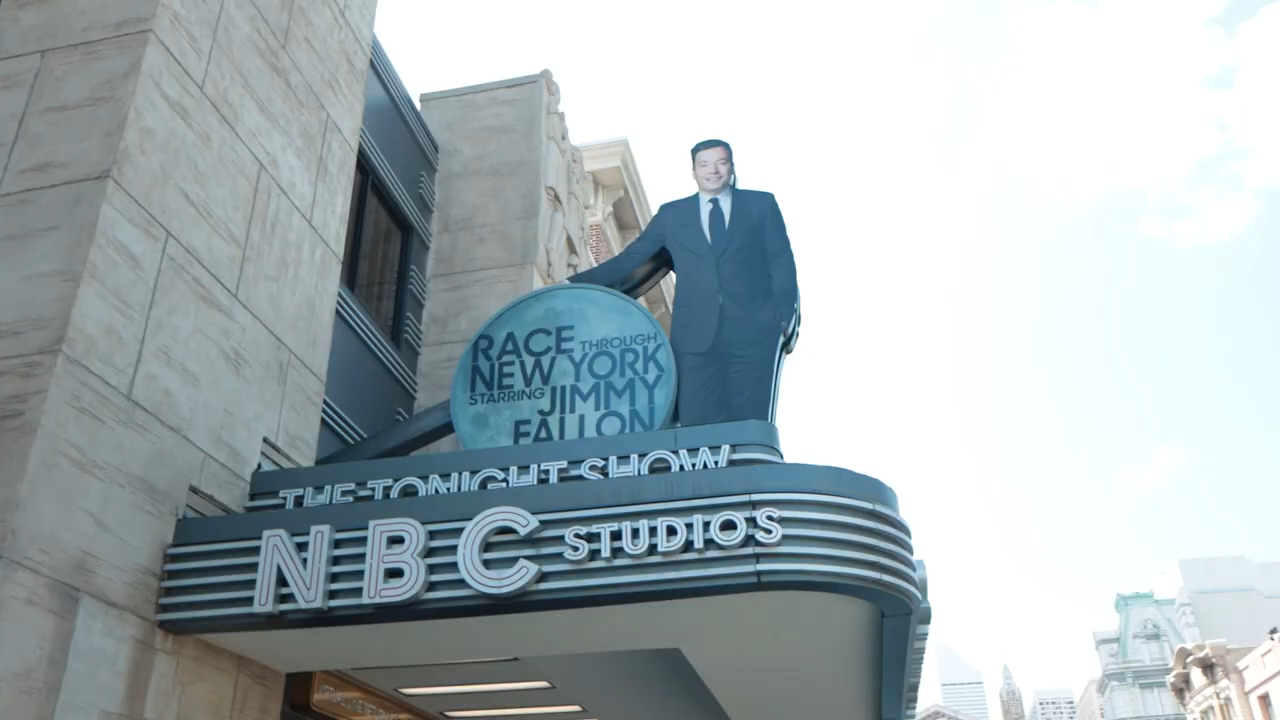 RACE THROUGH
NEW YORK
STARRING JIMMY
FALLON
THE TONIGHT SHOW
NBC STUDIOS